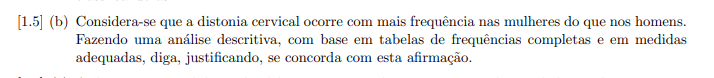 [1.5] (b) Considera-se que a distonia cervical ocorre com mais frequência nas mulheres do que nos homens.
Fazendo uma análise descritiva, com base em tabelas de frequências completas e em medidas
adequadas, diga, justificando, se concorda com esta afirmação.